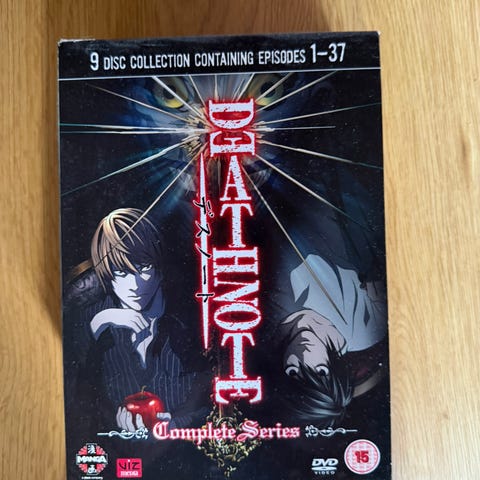 9 DISC COLLECTION CONTAINING EPISODES 1-37
DEATH NOTE
デスノート
Complete Series
MANGA
VIZ
media
DVD
VIDEO
15